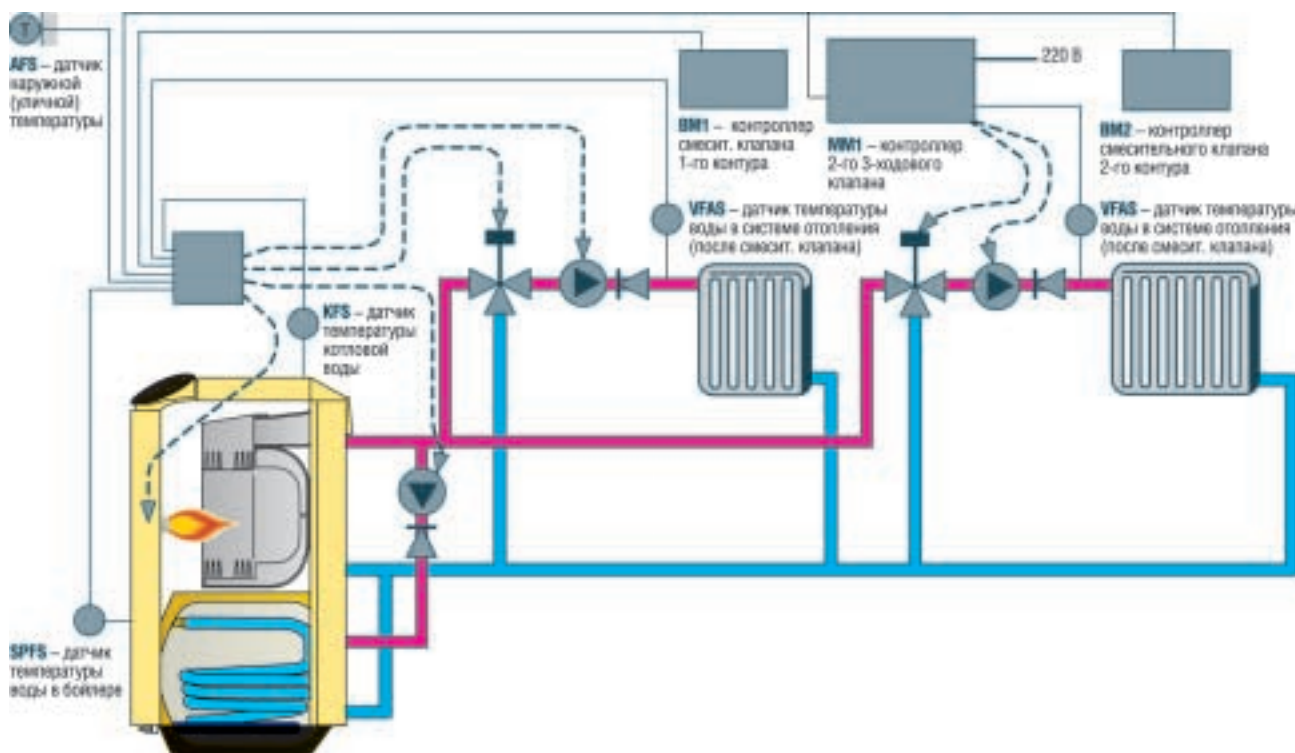 T
AFS – датчик
наружной
(уличной)
температуры
BM1 – контроллер
смесит. клапана
1-го контура
MM1 – контроллер
2-го 3-ходового
клапана
220 В
BM2 – контроллер
смесительного клапана
2-го контура
VFAS – датчик температуры
воды в системе отопления
(после смесит. клапана)
VFAS – датчик температуры
воды в системе отопления
(после смесит. клапана)
KFS – датчик
температуры
котловой
воды
SPFS – датчик
температуры
воды в бойлере